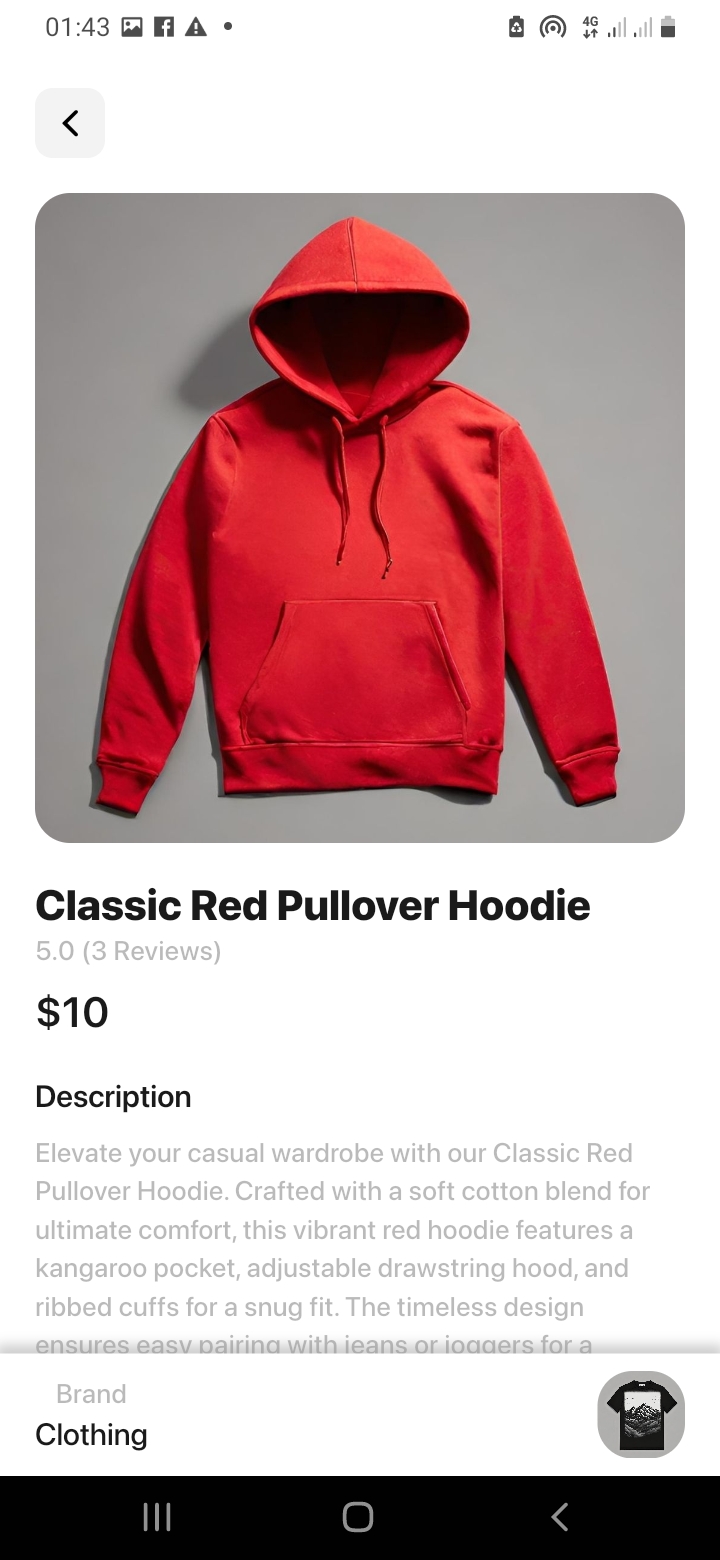 01:43
4G
Classic Red Pullover Hoodie
5.0 (3 Reviews)
$10
Description
Elevate your casual wardrobe with our Classic Red
Pullover Hoodie. Crafted with a soft cotton blend for
ultimate comfort, this vibrant red hoodie features a
kangaroo pocket, adjustable drawstring hood, and
ribbed cuffs for a snug fit. The timeless design
ensures easy pairing with jeans or joggers for a
Brand
Clothing